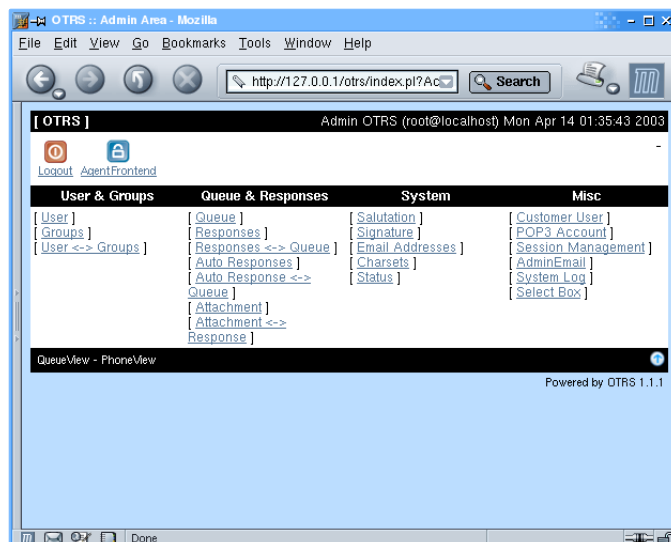 OTRS :: Admin Area - Mozilla
File Edit View Go Bookmarks Tools Window Help
http://127.0.0.1/otrs/index.pl?Ac Search
[ OTRS ] Admin OTRS (root@localhost) Mon Apr 14 01:35:43 2003
-
Logout AgentFrontend
User & Groups Queue & Responses System Misc
[ User ] [ Queue ] [ Salutation ] [ Customer User ]
[ Groups ] [ Responses ] [ Signature ] [ POP3 Account ]
[ User <-> Groups ] [ Responses <-> Queue ] [ Email Addresses ] [ Session Management ]
[ Auto Responses ] [ Charsets ] [ AdminEmail ]
[ Auto Response <-> [ Status ] [ System Log ]
Queue ] [ Select Box ]
[ Attachment ]
[ Attachment <->
Response ]
QueueView - PhoneView
Powered by OTRS 1.1.1
Done